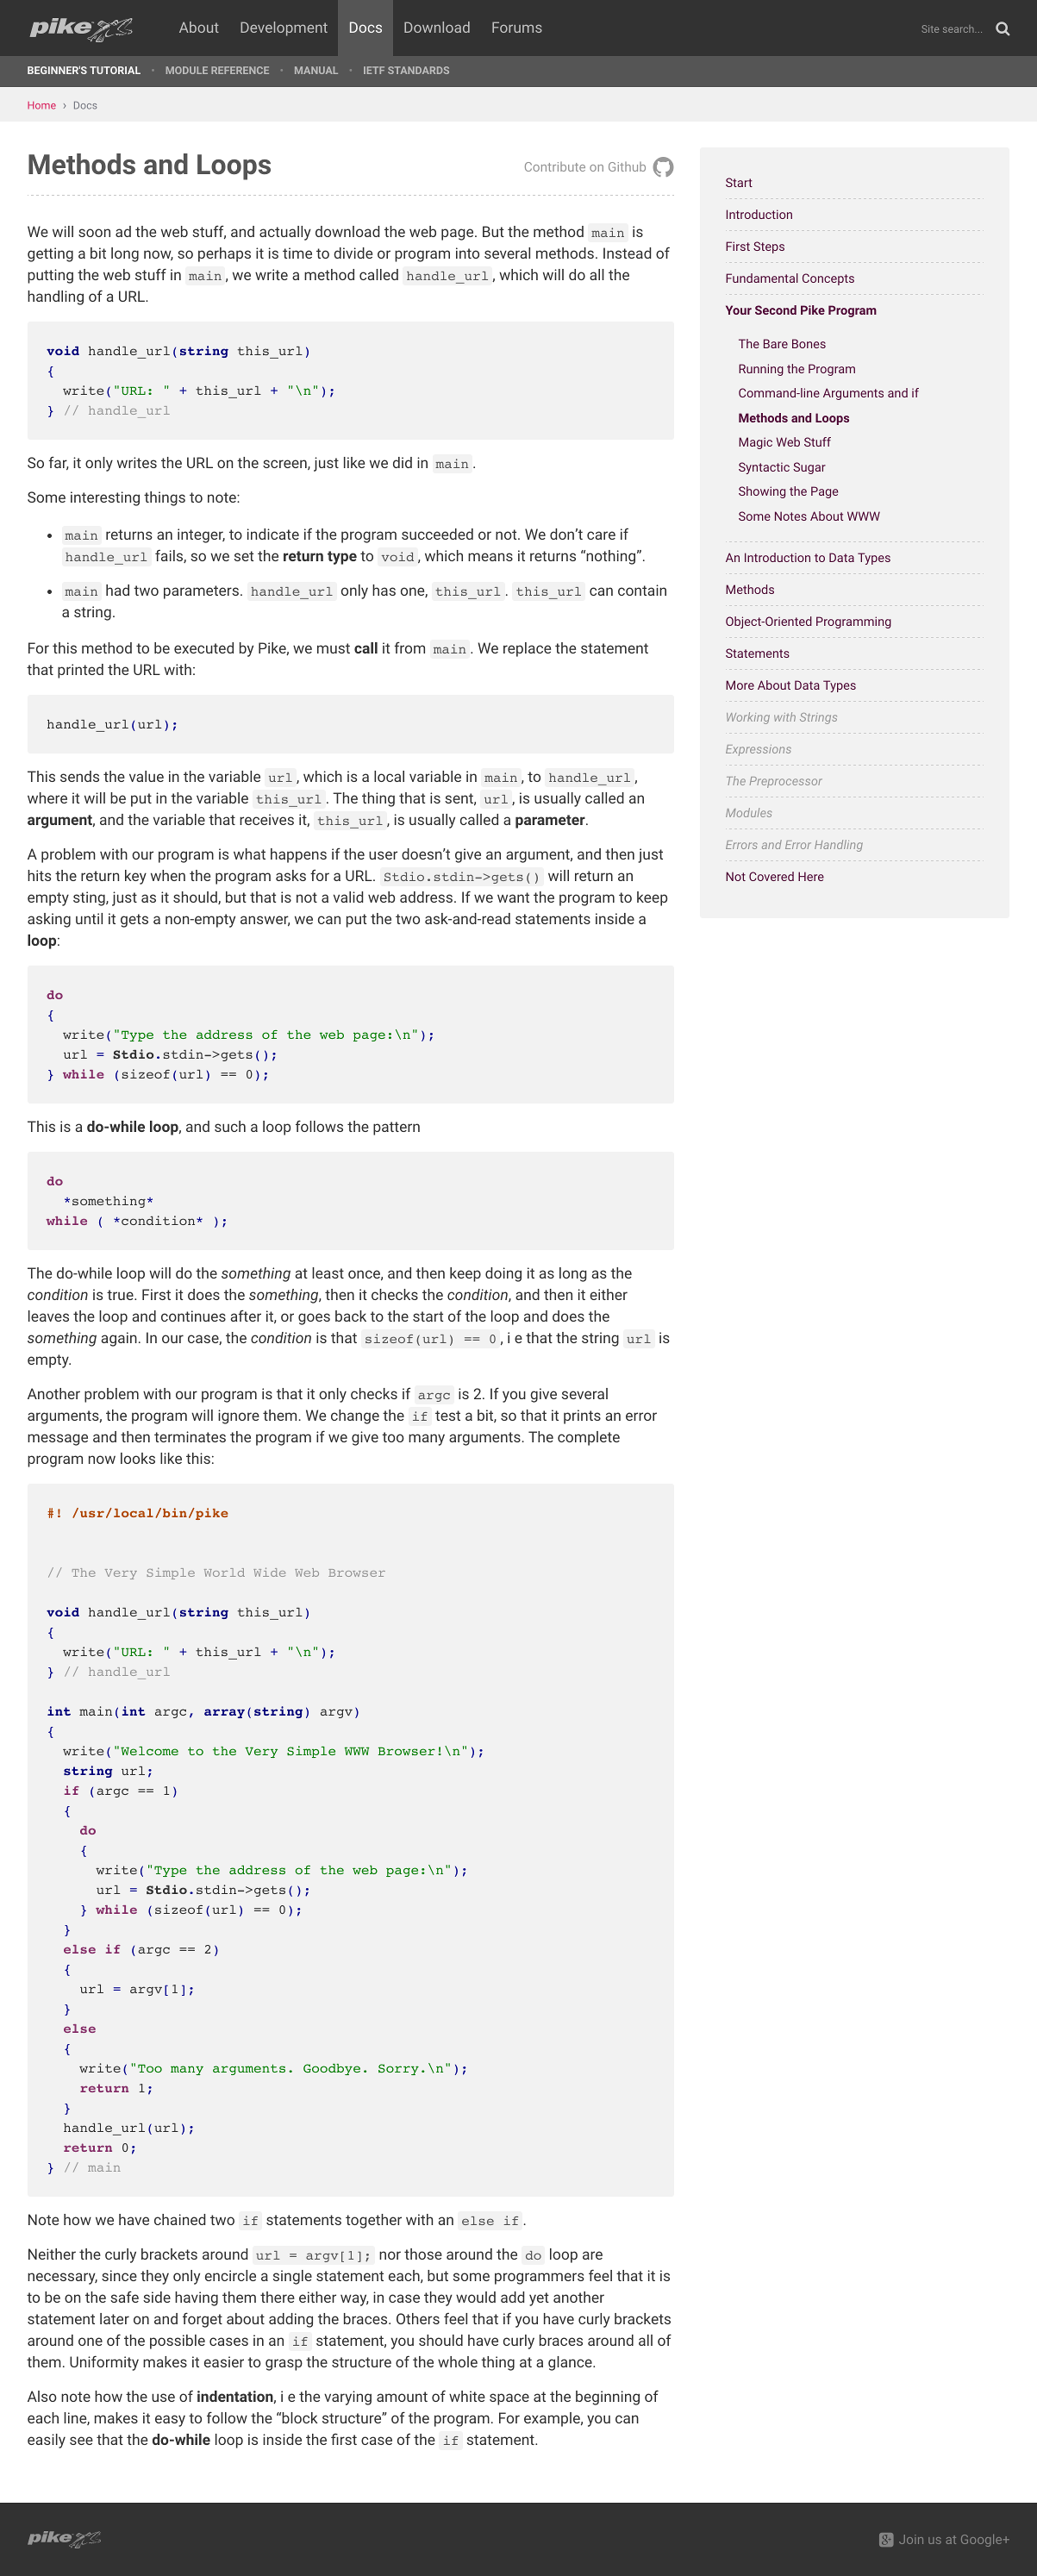 pike
About Development Docs Download Forums
Site search...
BEGINNER'S TUTORIAL • MODULE REFERENCE • MANUAL • IETF STANDARDS
Home › Docs
Methods and Loops
Contribute on Github
We will soon ad the web stuff, and actually download the web page. But the method main is
getting a bit long now, so perhaps it is time to divide or program into several methods. Instead of
putting the web stuff in main, we write a method called handle_url, which will do all the
handling of a URL.
void handle_url(string this_url)
{
  write("URL: " + this_url + "\n");
} // handle_url
So far, it only writes the URL on the screen, just like we did in main.
Some interesting things to note:
• main returns an integer, to indicate if the program succeeded or not. We don’t care if
handle_url fails, so we set the return type to void, which means it returns “nothing”.
• main had two parameters. handle_url only has one, this_url. this_url can contain
a string.
For this method to be executed by Pike, we must call it from main. We replace the statement
that printed the URL with:
handle_url(url);
This sends the value in the variable url, which is a local variable in main, to handle_url,
where it will be put in the variable this_url. The thing that is sent, url, is usually called an
argument, and the variable that receives it, this_url, is usually called a parameter.
A problem with our program is what happens if the user doesn’t give an argument, and then just
hits the return key when the program asks for a URL. Stdio.stdin->gets() will return an
empty sting, just as it should, but that is not a valid web address. If we want the program to keep
asking until it gets a non-empty answer, we can put the two ask-and-read statements inside a
loop:
do
{
  write("Type the address of the web page:\n");
  url = Stdio.stdin->gets();
} while (sizeof(url) == 0);
This is a do-while loop, and such a loop follows the pattern
do
  *something*
while ( *condition* );
The do-while loop will do the something at least once, and then keep doing it as long as the
condition is true. First it does the something, then it checks the condition, and then it either
leaves the loop and continues after it, or goes back to the start of the loop and does the
something again. In our case, the condition is that sizeof(url) == 0, i e that the string url is
empty.
Another problem with our program is that it only checks if argc is 2. If you give several
arguments, the program will ignore them. We change the if test a bit, so that it prints an error
message and then terminates the program if we give too many arguments. The complete
program now looks like this:
#! /usr/local/bin/pike
// The Very Simple World Wide Web Browser
void handle_url(string this_url)
{
  write("URL: " + this_url + "\n");
} // handle_url
int main(int argc, array(string) argv)
{
  write("Welcome to the Very Simple WWW Browser!\n");
  string url;
  if (argc == 1)
  {
    do
    {
      write("Type the address of the web page:\n");
      url = Stdio.stdin->gets();
    } while (sizeof(url) == 0);
  }
  else if (argc == 2)
  {
    url = argv[1];
  }
  else
  {
    write("Too many arguments. Goodbye. Sorry.\n");
    return 1;
  }
  handle_url(url);
  return 0;
} // main
Note how we have chained two if statements together with an else if.
Neither the curly brackets around url = argv[1]; nor those around the do loop are
necessary, since they only encircle a single statement each, but some programmers feel that it is
to be on the safe side having them there either way, in case they would add yet another
statement later on and forget about adding the braces. Others feel that if you have curly brackets
around one of the possible cases in an if statement, you should have curly braces around all of
them. Uniformity makes it easier to grasp the structure of the whole thing at a glance.
Also note how the use of indentation, i e the varying amount of white space at the beginning of
each line, makes it easy to follow the “block structure” of the program. For example, you can
easily see that the do-while loop is inside the first case of the if statement.
Start
Introduction
First Steps
Fundamental Concepts
Your Second Pike Program
The Bare Bones
Running the Program
Command-line Arguments and if
Methods and Loops
Magic Web Stuff
Syntactic Sugar
Showing the Page
Some Notes About WWW
An Introduction to Data Types
Methods
Object-Oriented Programming
Statements
More About Data Types
Working with Strings
Expressions
The Preprocessor
Modules
Errors and Error Handling
Not Covered Here
pike
Join us at Google+